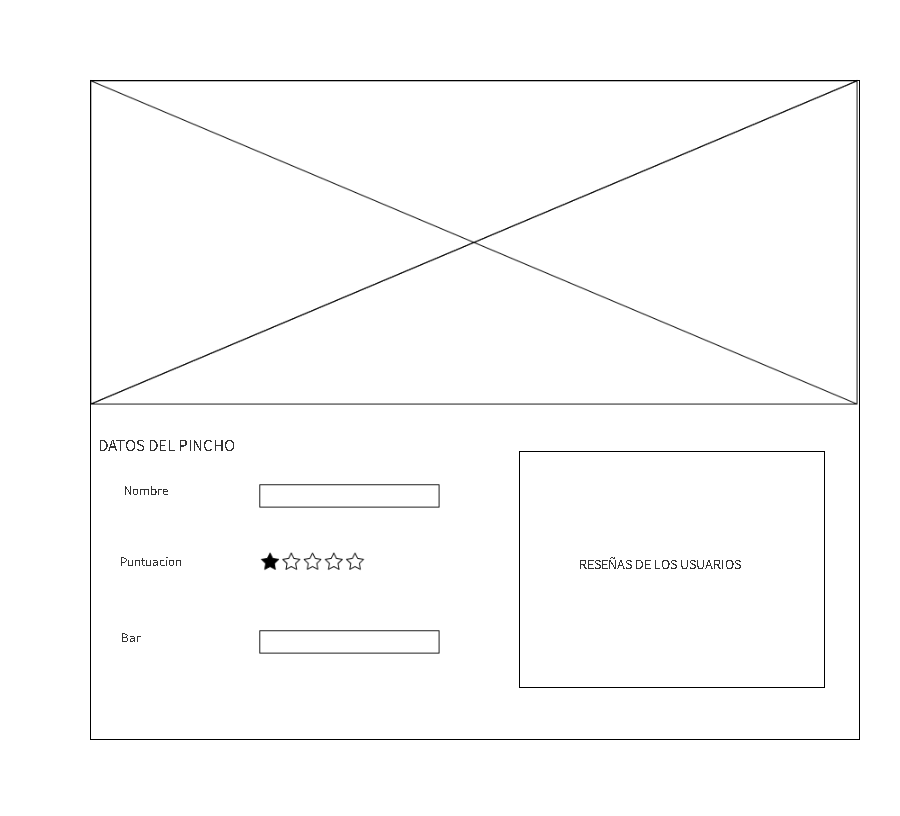 DATOS DEL PINCHO
Nombre
Puntuacion
Bar
RESEÑAS DE LOS USUARIOS